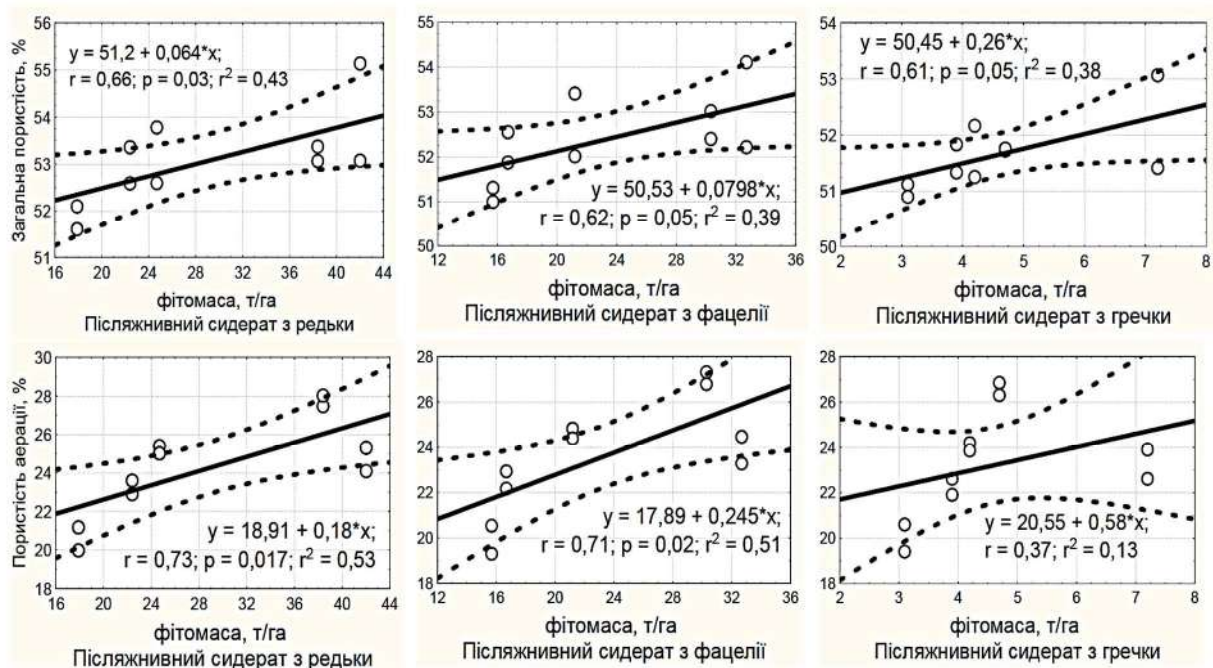 Загальна пористість, %
56
55
54
53
52
51
y = 51,2 + 0,064*x;
r = 0,66; p = 0,03; r² = 0,43
16 20 24 28 32 36 40 44
фітомаса, т/га
Післяжнивний сидерат з редьки
55
54
53
52
51
50
y = 50,53 + 0,0798*x;
r = 0,62; p = 0,05; r² = 0,39
12 16 20 24 28 32 36
фітомаса, т/га
Післяжнивний сидерат з фацелії
54
53
52
51
50
y = 50,45 + 0,26*x;
r = 0,61; p = 0,05; r² = 0,38
2 3 4 5 6 7 8
фітомаса, т/га
Післяжнивний сидерат з гречки
Пористість аерації, %
30
28
26
24
22
20
18
y = 18,91 + 0,18*x;
r = 0,73; p = 0,017; r² = 0,53
16 20 24 28 32 36 40 44
фітомаса, т/га
Післяжнивний сидерат з редьки
28
26
24
22
20
18
y = 17,89 + 0,245*x;
r = 0,71; p = 0,02; r² = 0,51
12 16 20 24 28 32 36
фітомаса, т/га
Післяжнивний сидерат з фацелії
28
26
24
22
20
18
y = 20,55 + 0,58*x;
r = 0,37; r² = 0,13
2 3 4 5 6 7 8
фітомаса, т/га
Післяжнивний сидерат з гречки